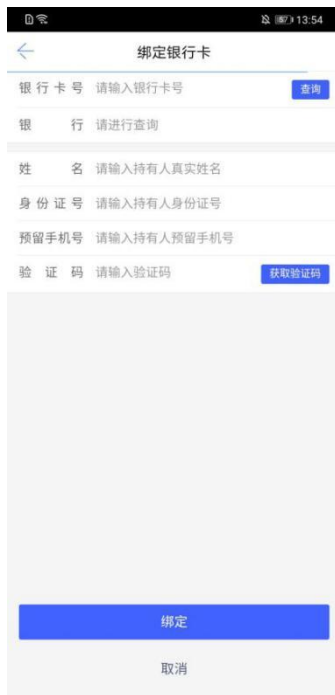 13:54
绑定银行卡
银行卡号 请输入银行卡号 查询
银行 请进行查询
姓名 请输入持有人真实姓名
身份证号 请输入持有人身份证号
预留手机号 请输入持有人预留手机号
验证码 请输入验证码 获取验证码
绑定
取消